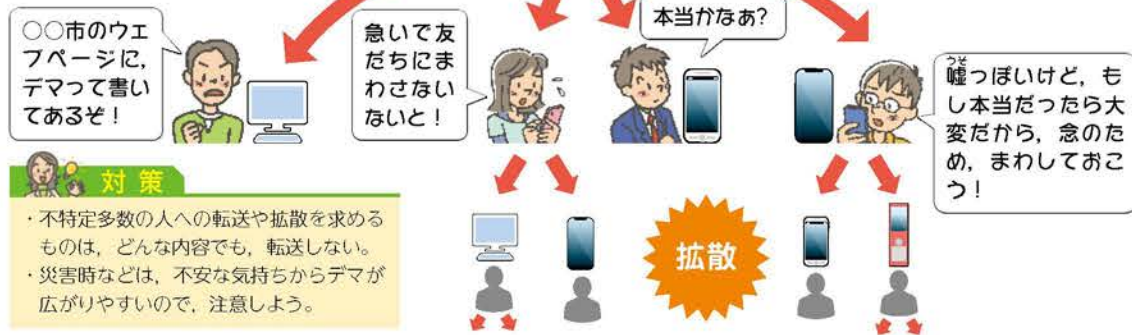 ○○市のウエ
ブページに,
デマって書い
てあるぞ！
急いで友
だちにま
わさない
ないと！
本当かなぁ?
うそ
嘘っぽいけど, も
し本当だったら大
変だから, 念のた
め, まわしておこ
う！
対策
・不特定多数の人への転送や拡散を求める
ものは, どんな内容でも, 転送しない。
・災害時などは, 不安な気持ちからデマが
広がりやすいので, 注意しよう。
拡散